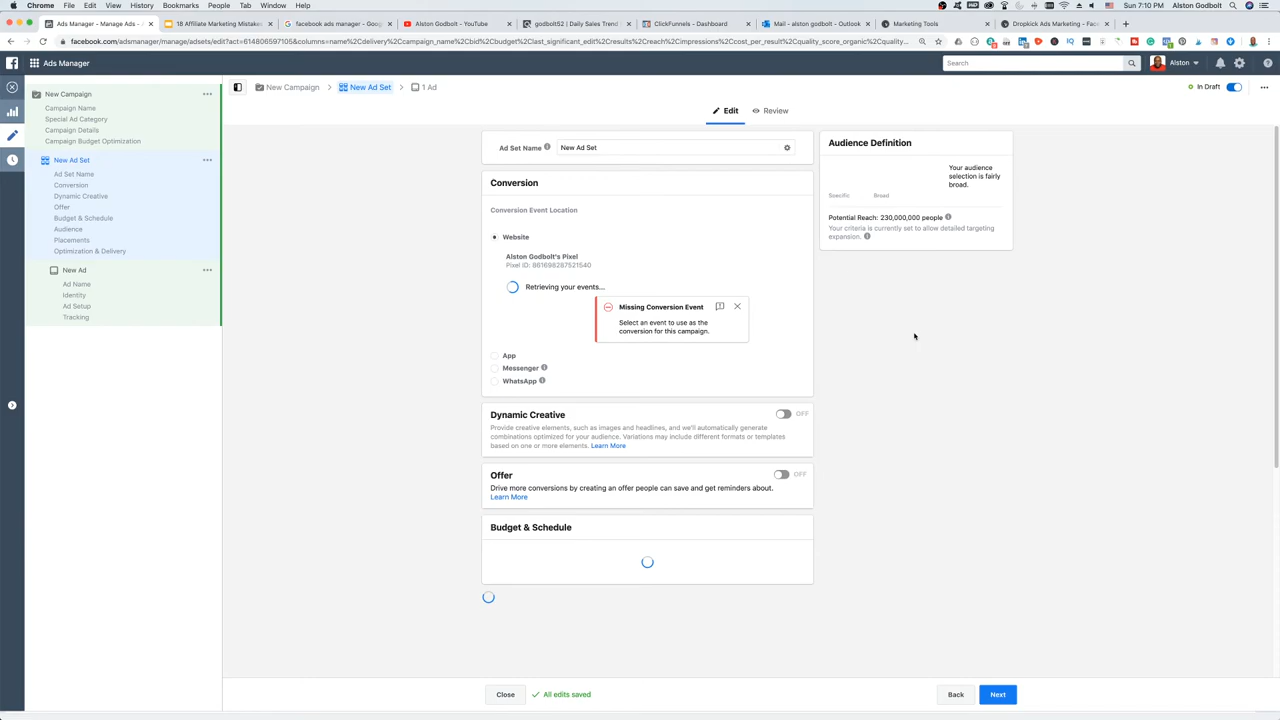 Chrome File Edit View History Bookmarks People Tab Window Help
Sun 7:10 PM Alston Godbolt
Ads Manager - Manage Ads - A
18 Affiliate Marketing Mistakes
facebook ads manager - Goog
Alston Godbolt - YouTube
godbolt52 | Daily Sales Trend
ClickFunnels - Dashboard
Mail - alston godbolt - Outlook
Marketing Tools
Dropkick Ads Marketing - Fac
facebook.com/adsmanager/manage/adsets/edit?act=614806597105&columns=name%2Cdelivery%2Ccampaign_name%2Cbid%2Cbudget%2Clast_significant_edit%2Cresults%2Creach%2Cimpressions%2Ccost_per_result%2Cquality_score_organic%2Cquality...
Ads Manager
Search
Alston
New Campaign
Campaign Name
Special Ad Category
Campaign Details
Campaign Budget Optimization
New Ad Set
Ad Set Name
Conversion
Dynamic Creative
Offer
Budget & Schedule
Audience
Placements
Optimization & Delivery
New Ad
Ad Name
Identity
Ad Setup
Tracking
New Campaign
New Ad Set
1 Ad
In Draft
Edit
Review
Ad Set Name
New Ad Set
Conversion
Conversion Event Location
Website
Alston Godbolt's Pixel
Pixel ID: 861698287521540
Retrieving your events...
Missing Conversion Event
Select an event to use as the
conversion for this campaign.
App
Messenger
WhatsApp
Dynamic Creative
OFF
Provide creative elements, such as images and headlines, and we'll automatically generate
combinations optimized for your audience. Variations may include different formats or templates
based on one or more elements. Learn More
Offer
OFF
Drive more conversions by creating an offer people can save and get reminders about.
Learn More
Budget & Schedule
Audience Definition
Your audience
selection is fairly
broad.
Specific
Broad
Potential Reach: 230,000,000 people
Your criteria is currently set to allow detailed targeting
expansion.
Close
All edits saved
Back
Next